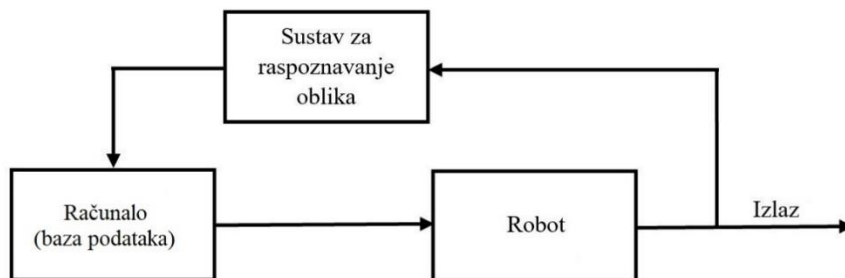 Sustav za
raspoznavanje
oblika
Računalo
(baza podataka)
Robot
Izlaz